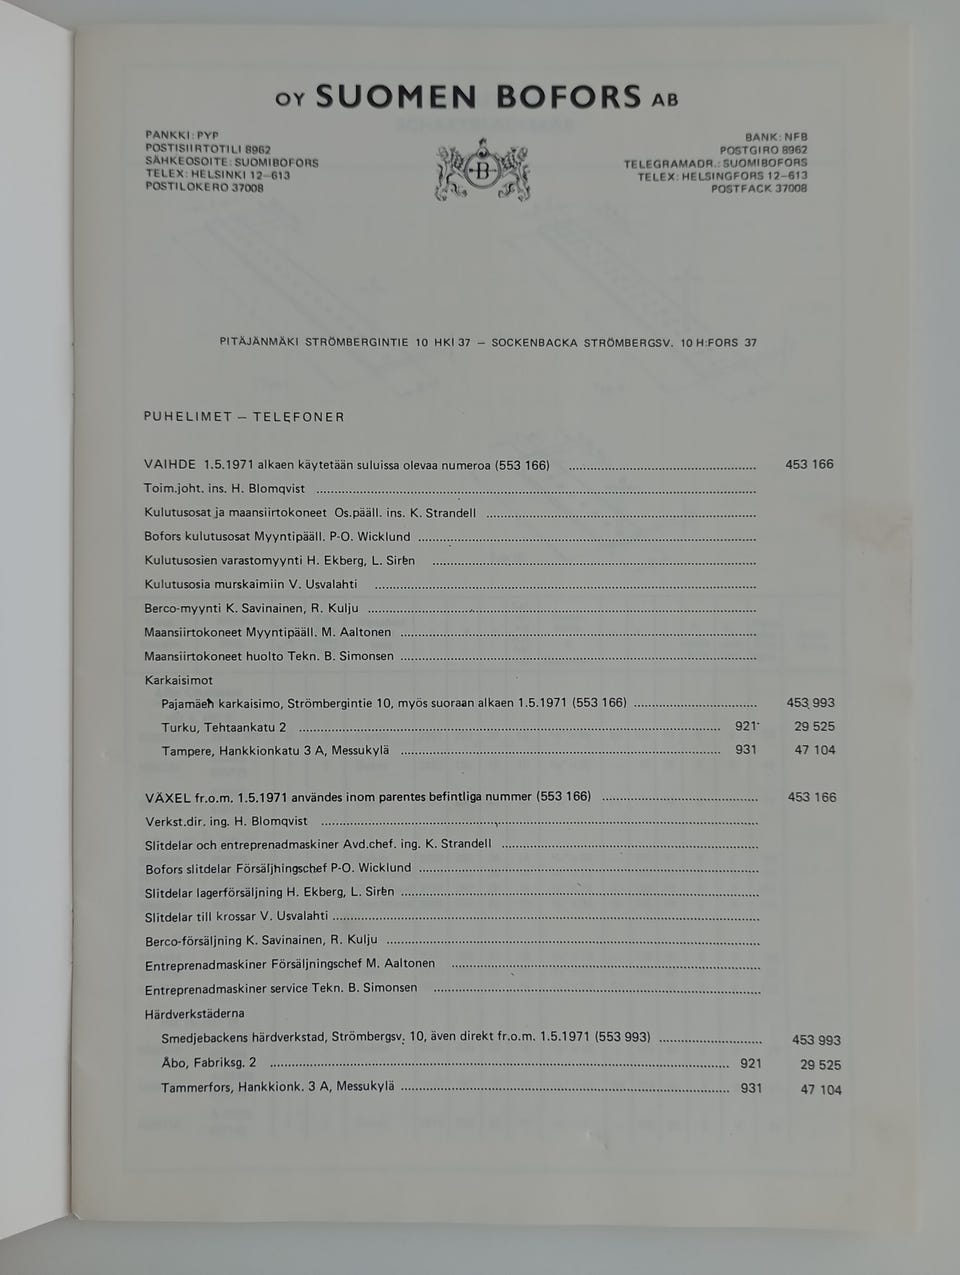 OY SUOMEN BOFORS AB
PANKKI: PYP
POSTISIIRTOTILI 8962
SÄHKEOSOITE: SUOMIBOFORS
TELEX: HELSINKI 12-613
POSTILOKERO 37008
B
BANK: NFB
POSTGIRO 8962
TELEGRAMADR.: SUOMIBOFORS
TELEX: HELSINGFORS 12-613
POSTFACK 37008
PITÄJÄNMÄKI STRÖMBERGINTIE 10 HKI 37 – SOCKENBACKA STRÖMBERGSV. 10 H:FORS 37
PUHELIMET – TELEFONER
VAIHDE 1.5.1971 alkaen käytetään suluissa olevaa numeroa (553 166) ........ 453 166
Toim.joht. ins. H. Blomqvist ........
Kulutusosat ja maansiirtokoneet Os.pääll. ins. K. Strandell ........
Bofors kulutusosat Myyntipääll. P-O. Wicklund ........
Kulutusosien varastomyynti H. Ekberg, L. Sirèn ........
Kulutusosia murskaimiin V. Usvalahti ........
Berco-myynti K. Savinainen, R. Kulju ........
Maansiirtokoneet Myyntipääll. M. Aaltonen ........
Maansiirtokoneet huolto Tekn. B. Simonsen ........
Karkaisimot
Pajamäeh karkaisimo, Strömbergintie 10, myös suoraan alkaen 1.5.1971 (553 166) ........ 453 993
Turku, Tehtaankatu 2 ........ 921 29 525
Tampere, Hankkionkatu 3 A, Messukylä ........ 931 47 104
VÄXEL fr.o.m. 1.5.1971 användes inom parentes befintliga nummer (553 166) ........ 453 166
Verkst.dir. ing. H. Blomqvist ........
Slitdelar och entreprenadmaskiner Avd.chef. ing. K. Strandell ........
Bofors slitdelar Försäljhingschef P-O. Wicklund ........
Slitdelar lagerförsäljning H. Ekberg, L. Sirèn ........
Slitdelar till krossar V. Usvalahti ........
Berco-försäljning K. Savinainen, R. Kulju ........
Entreprenadmaskiner Försäljningschef M. Aaltonen ........
Entreprenadmaskiner service Tekn. B. Simonsen ........
Härdverkstäderna
Smedjebackens härdverkstad, Strömbergsv. 10, även direkt fr.o.m. 1.5.1971 (553 993) ........ 453 993
Åbo, Fabriksg. 2 ........ 921 29 525
Tammerfors, Hankkionk. 3 A, Messukylä ........ 931 47 104